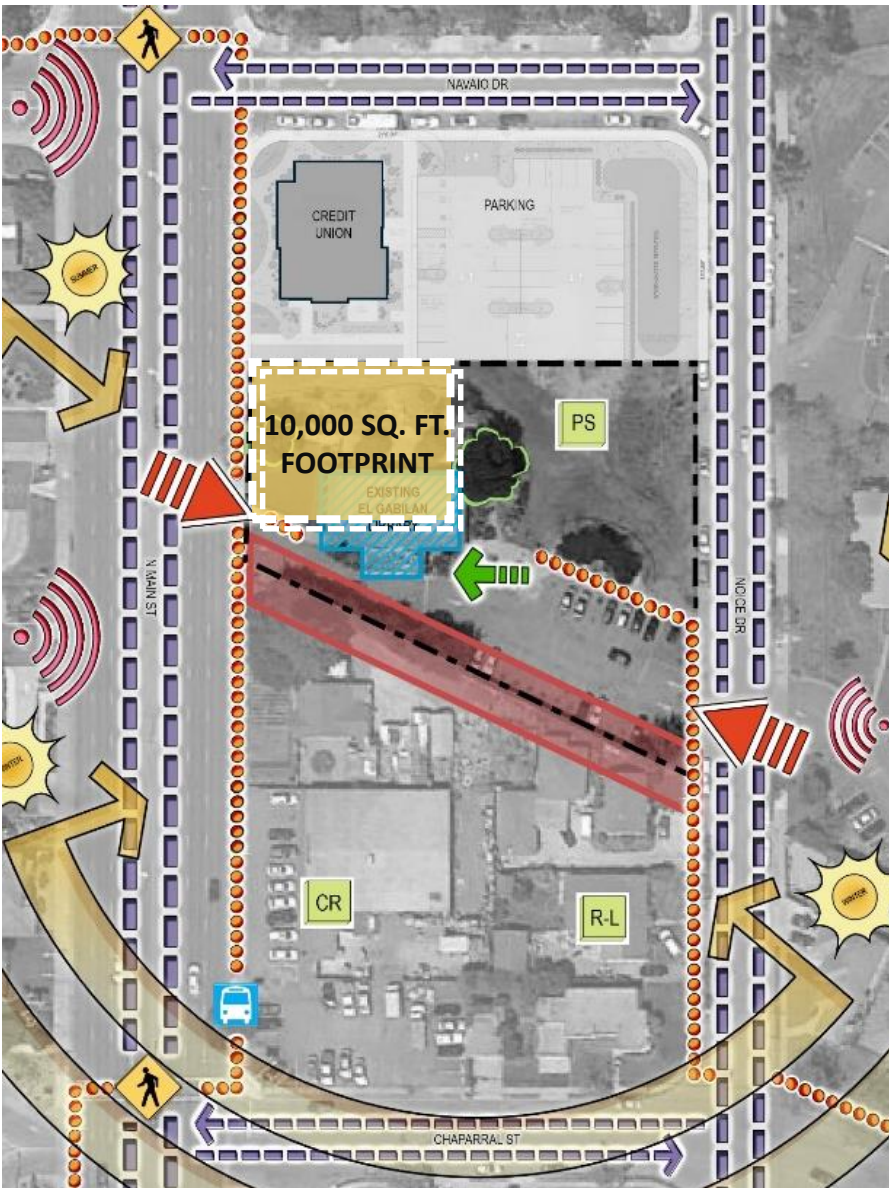 NAVAJO DR
CREDIT
UNION
PARKING
SUMMER
10,000 SQ. FT.
FOOTPRINT
PS
EXISTING
EL GABILAN
LIBRARY
N MAIN ST
NOICE DR
WINTER
CR
R-L
WINTER
CHAPARRAL ST